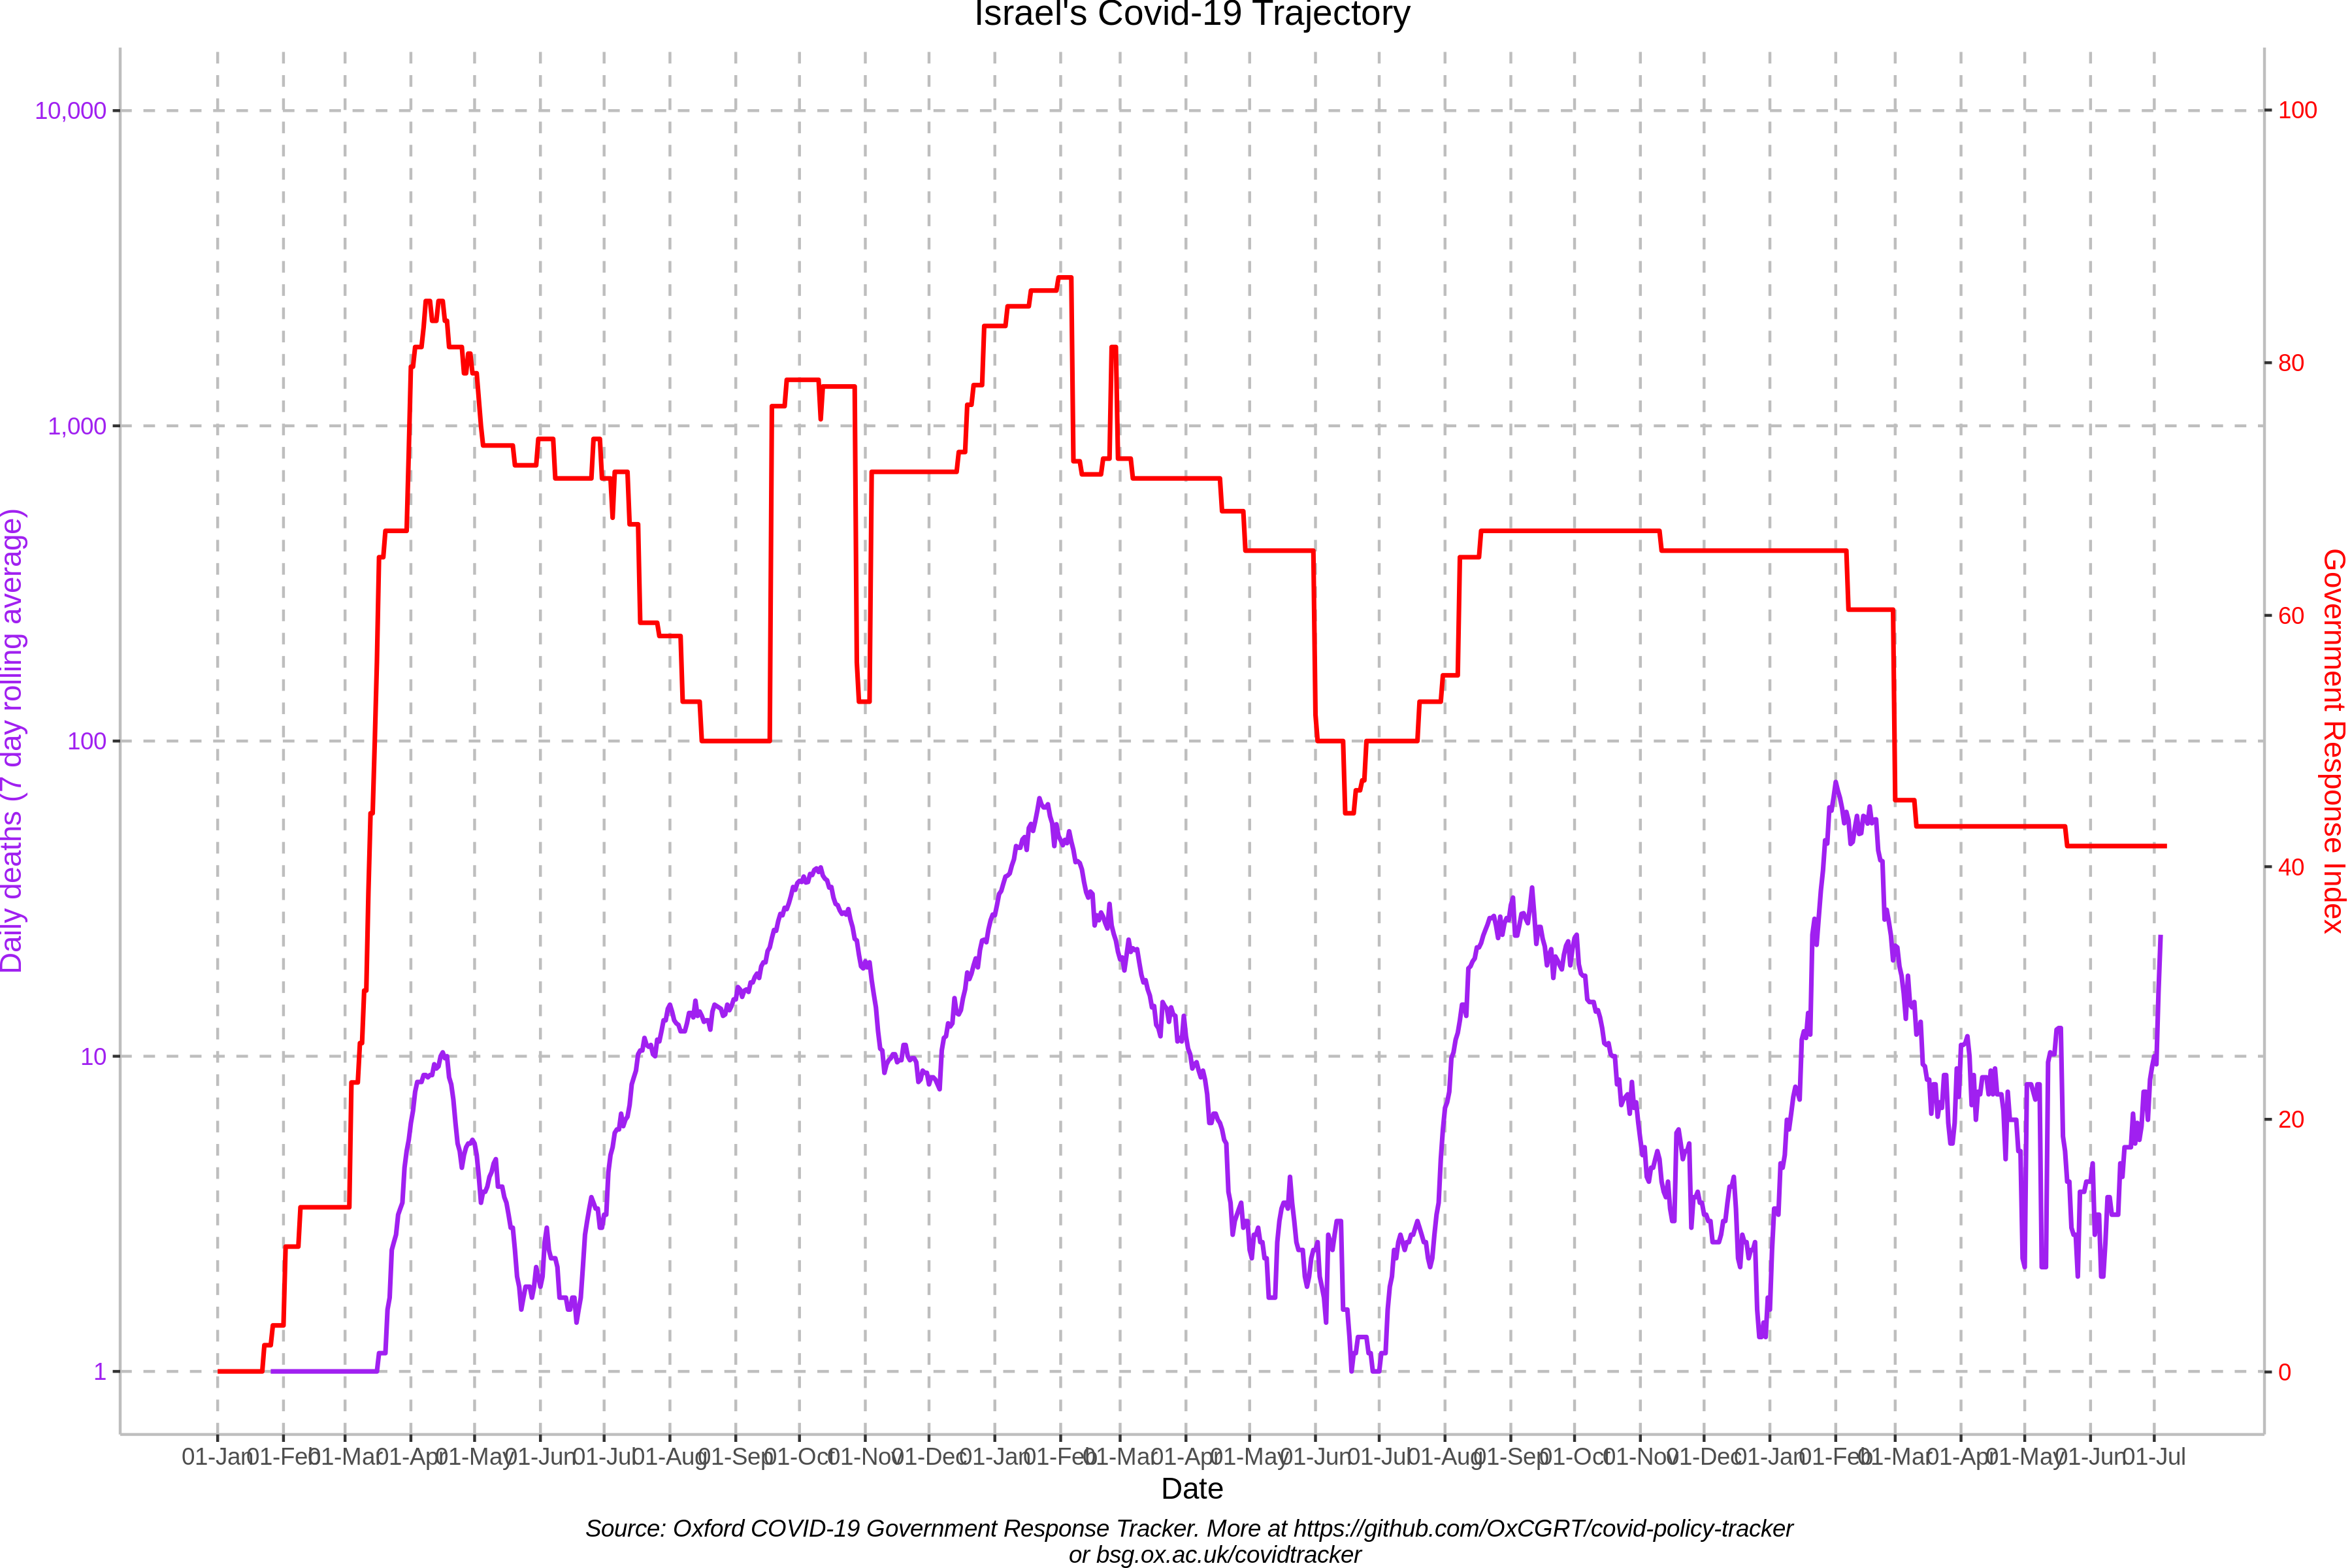 Israel's Covid-19 Trajectory
10,000
1,000
100
10
1
Daily deaths (7 day rolling average)
100
80
60
40
20
0
Government Response Index
01-Jan 01-Feb 01-Mar 01-Apr 01-May 01-Jun 01-Jul 01-Aug 01-Sep 01-Oct 01-Nov 01-Dec 01-Jan 01-Feb 01-Mar 01-Apr 01-May 01-Jun 01-Jul 01-Aug 01-Sep 01-Oct 01-Nov 01-Dec 01-Jan 01-Feb 01-Mar 01-Apr 01-May 01-Jun 01-Jul
Date
Source: Oxford COVID-19 Government Response Tracker. More at https://github.com/OxCGRT/covid-policy-tracker
or bsg.ox.ac.uk/covidtracker